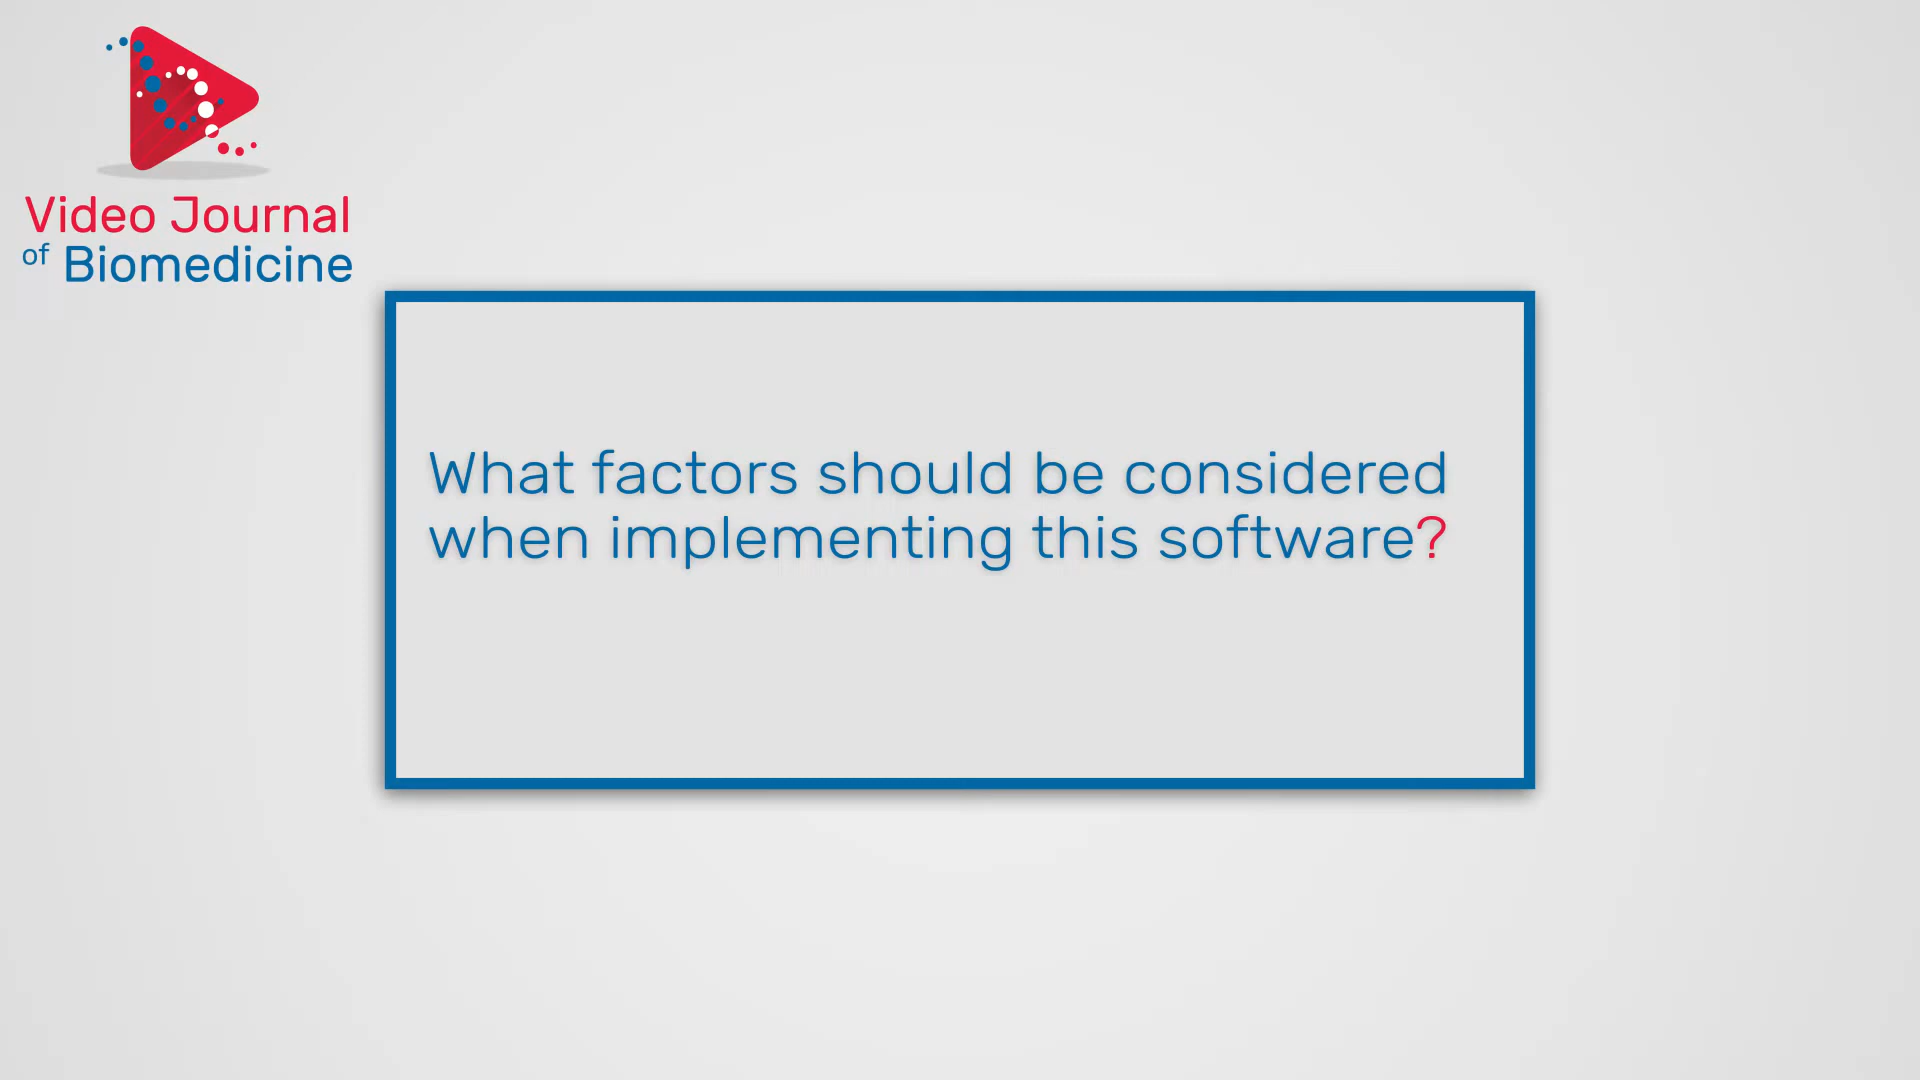 Video Journal
of Biomedicine
What factors should be considered
when implementing this software?